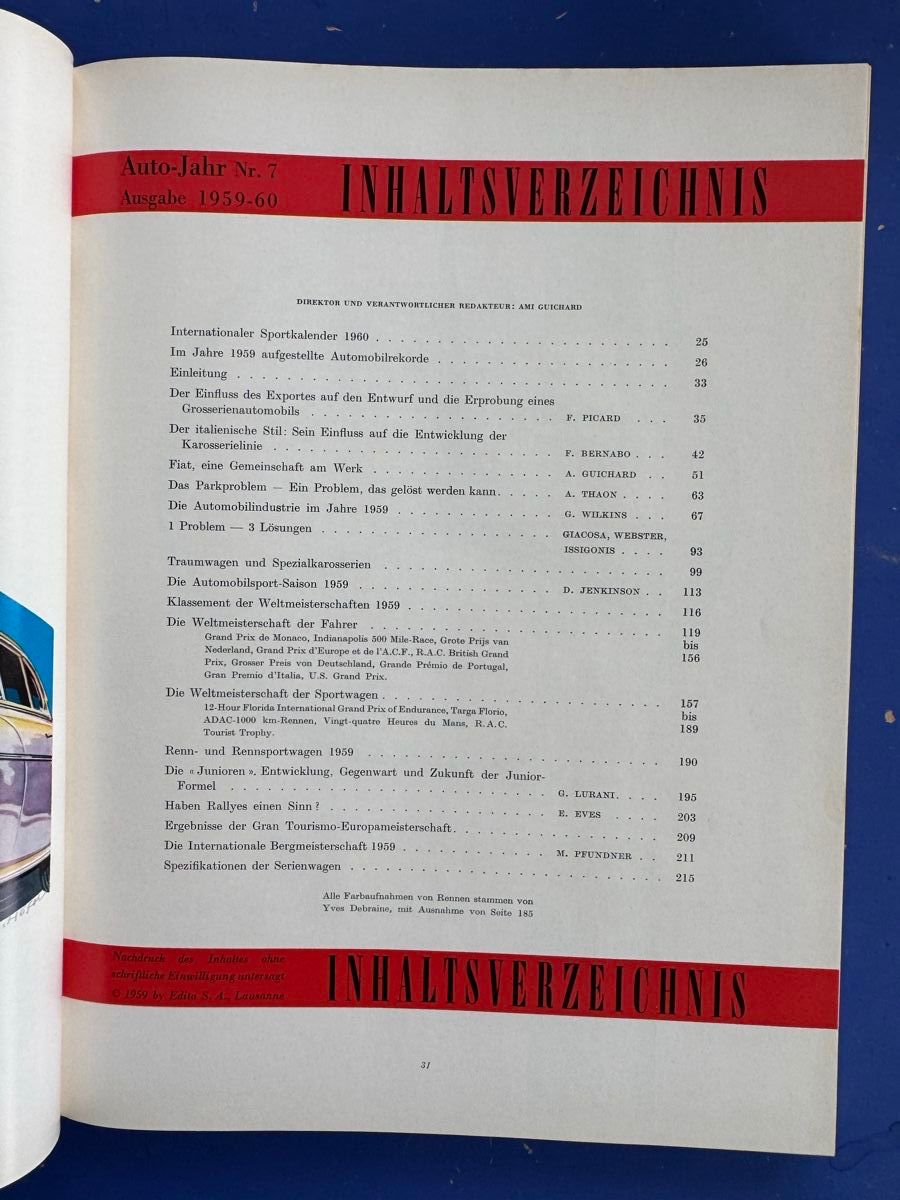 Auto-Jahr Nr. 7
Ausgabe 1959-60
INHALTSVERZEICHNIS
DIREKTOR UND VERANTWORTLICHER REDAKTEUR: AMI GUICHARD
Internationaler Sportkalender 1960 . . . . . . . . . . . . . . . . . . . . . . . . 25
Im Jahre 1959 aufgestellte Automobilrekorde . . . . . . . . . . . . . . . . . . . 26
Einleitung . . . . . . . . . . . . . . . . . . . . . . . . . . . . . . . . . . . 33
Der Einfluss des Exportes auf den Entwurf und die Erprobung eines
Grosserienautomobils . . . . . . . . . . . . . . . . . . . . F. PICARD . . . 35
Der italienische Stil: Sein Einfluss auf die Entwicklung der
Karosserielinie . . . . . . . . . . . . . . . . . . . . . . . F. BERNABO . . . 42
Fiat, eine Gemeinschaft am Werk . . . . . . . . . . . . . . . A. GUICHARD . . 51
Das Parkproblem — Ein Problem, das gelöst werden kann. . . . . A. THAON . . . . 63
Die Automobilindustrie im Jahre 1959 . . . . . . . . . . . . . G. WILKINS . . . 67
1 Problem — 3 Lösungen . . . . . . . . . . . . . . . . . . . GIACOSA, WEBSTER,
ISSIGONIS . . . . 93
Traumwagen und Spezialkarosserien . . . . . . . . . . . . . . . . . . . . . . . 99
Die Automobilsport-Saison 1959 . . . . . . . . . . . . . . . . D. JENKINSON . . 113
Klassement der Weltmeisterschaften 1959 . . . . . . . . . . . . . . . . . . . . . 116
Die Weltmeisterschaft der Fahrer . . . . . . . . . . . . . . . . . . . . . . . . 119
bis
156
Grand Prix de Monaco, Indianapolis 500 Mile-Race, Grote Prijs van
Nederland, Grand Prix d'Europe et de l'A.C.F., R.A.C. British Grand
Prix, Grosser Preis von Deutschland, Grande Prémio de Portugal,
Gran Premio d'Italia, U.S. Grand Prix.
Die Weltmeisterschaft der Sportwagen . . . . . . . . . . . . . . . . . . . . . . . 157
bis
189
12-Hour Florida International Grand Prix of Endurance, Targa Florio,
ADAC-1000 km-Rennen, Vingt-quatre Heures du Mans, R.A.C.
Tourist Trophy.
Renn- und Rennsportwagen 1959 . . . . . . . . . . . . . . . . . . . . . . . . 190
Die « Junioren ». Entwicklung, Gegenwart und Zukunft der Junior-
Formel . . . . . . . . . . . . . . . . . . . . . . . . . . . G. LURANI. . . . 195
Haben Rallyes einen Sinn ? . . . . . . . . . . . . . . . . . . E. EVES . . . . 203
Ergebnisse der Gran Tourismo-Europameisterschaft. . . . . . . . . . . . . . . . . . 209
Die Internationale Bergmeisterschaft 1959 . . . . . . . . . . . . M. PFUNDNER . . 211
Spezifikationen der Serienwagen . . . . . . . . . . . . . . . . . . . . . . . . . 215
Alle Farbaufnahmen von Rennen stammen von
Yves Debraine, mit Ausnahme von Seite 185
Nachdruck des Inhaltes ohne
schriftliche Einwilligung untersagt
© 1959 by Edita S. A., Lausanne
INHALTSVERZEICHNIS
31